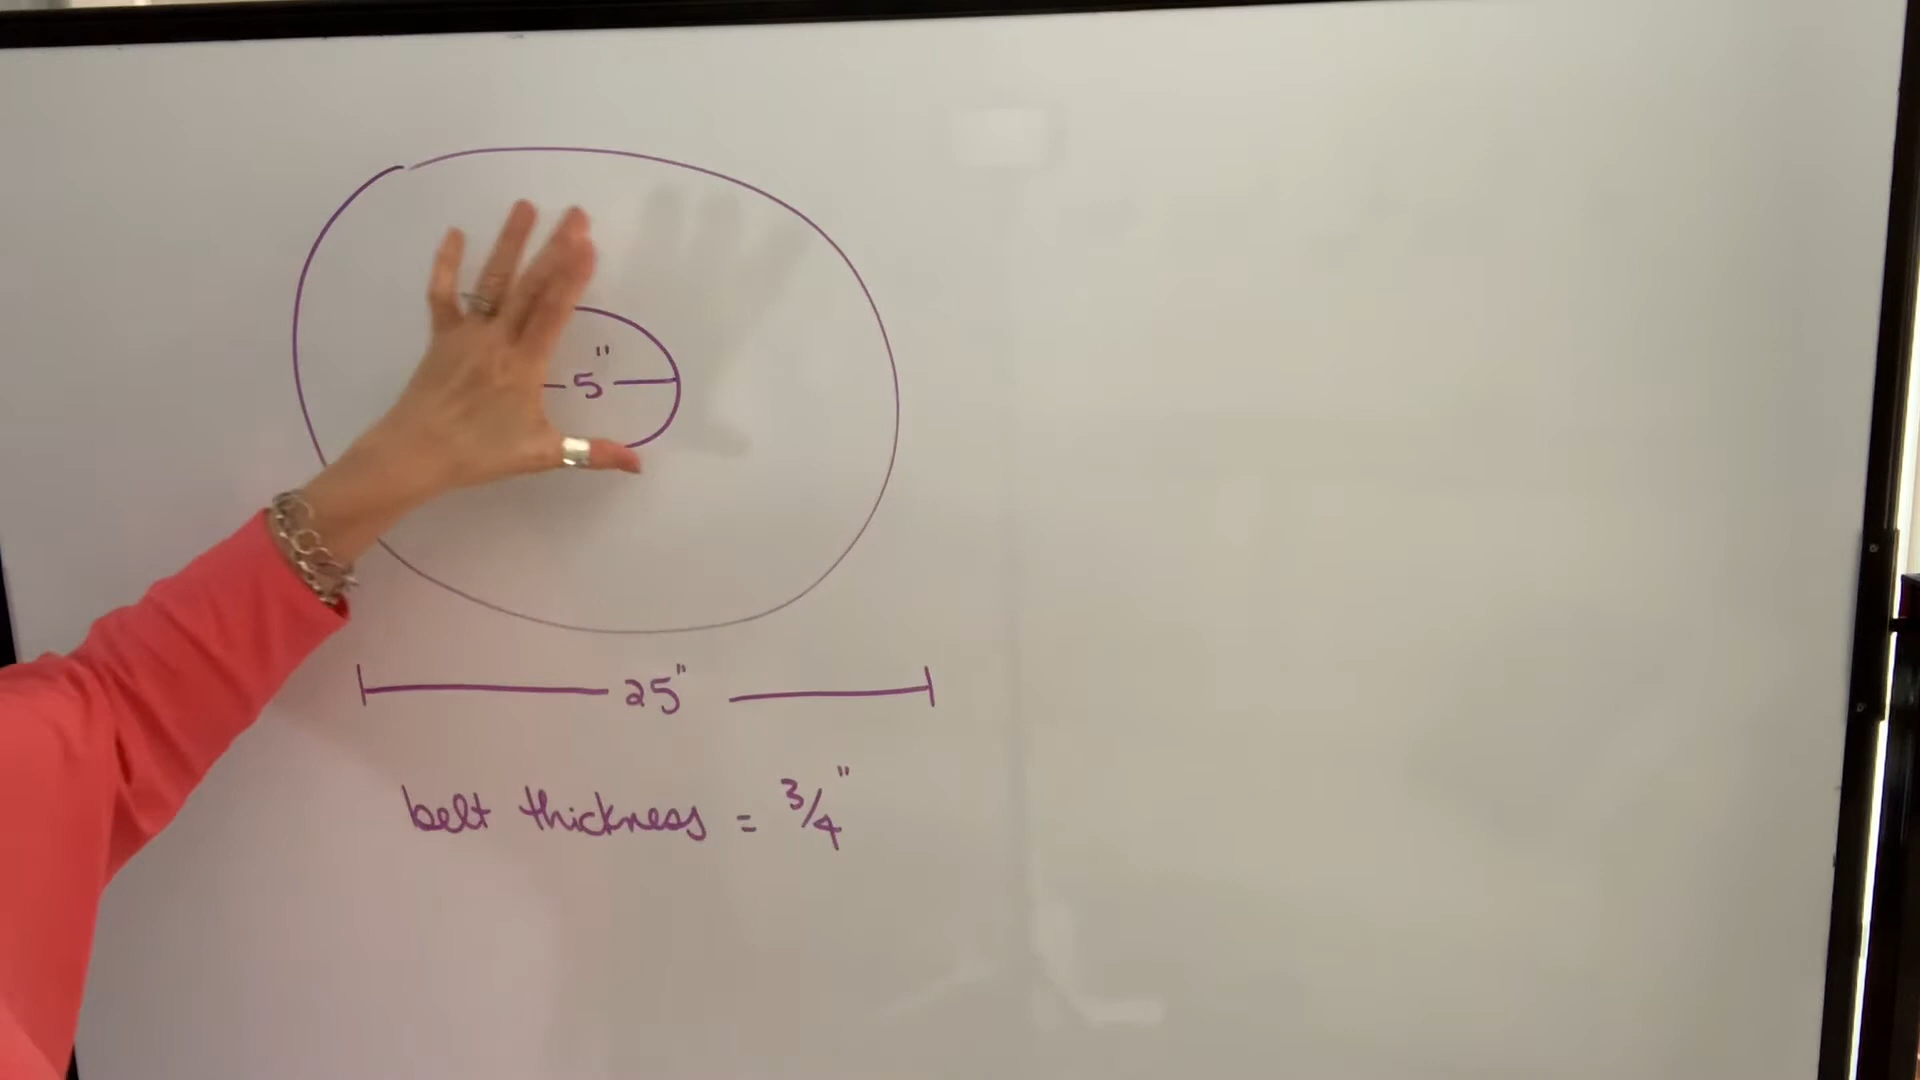 5"
25"
belt thickness = 3/4"